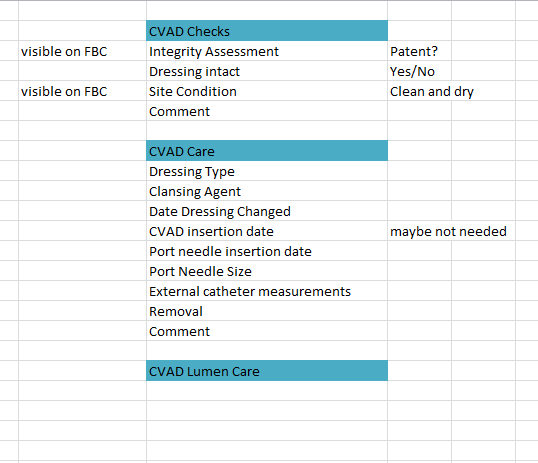 CVAD Checks
visible on FBC Integrity Assessment Patent?
Dressing intact Yes/No
visible on FBC Site Condition Clean and dry
Comment
CVAD Care
Dressing Type
Clansing Agent
Date Dressing Changed
CVAD insertion date maybe not needed
Port needle insertion date
Port Needle Size
External catheter measurements
Removal
Comment
CVAD Lumen Care